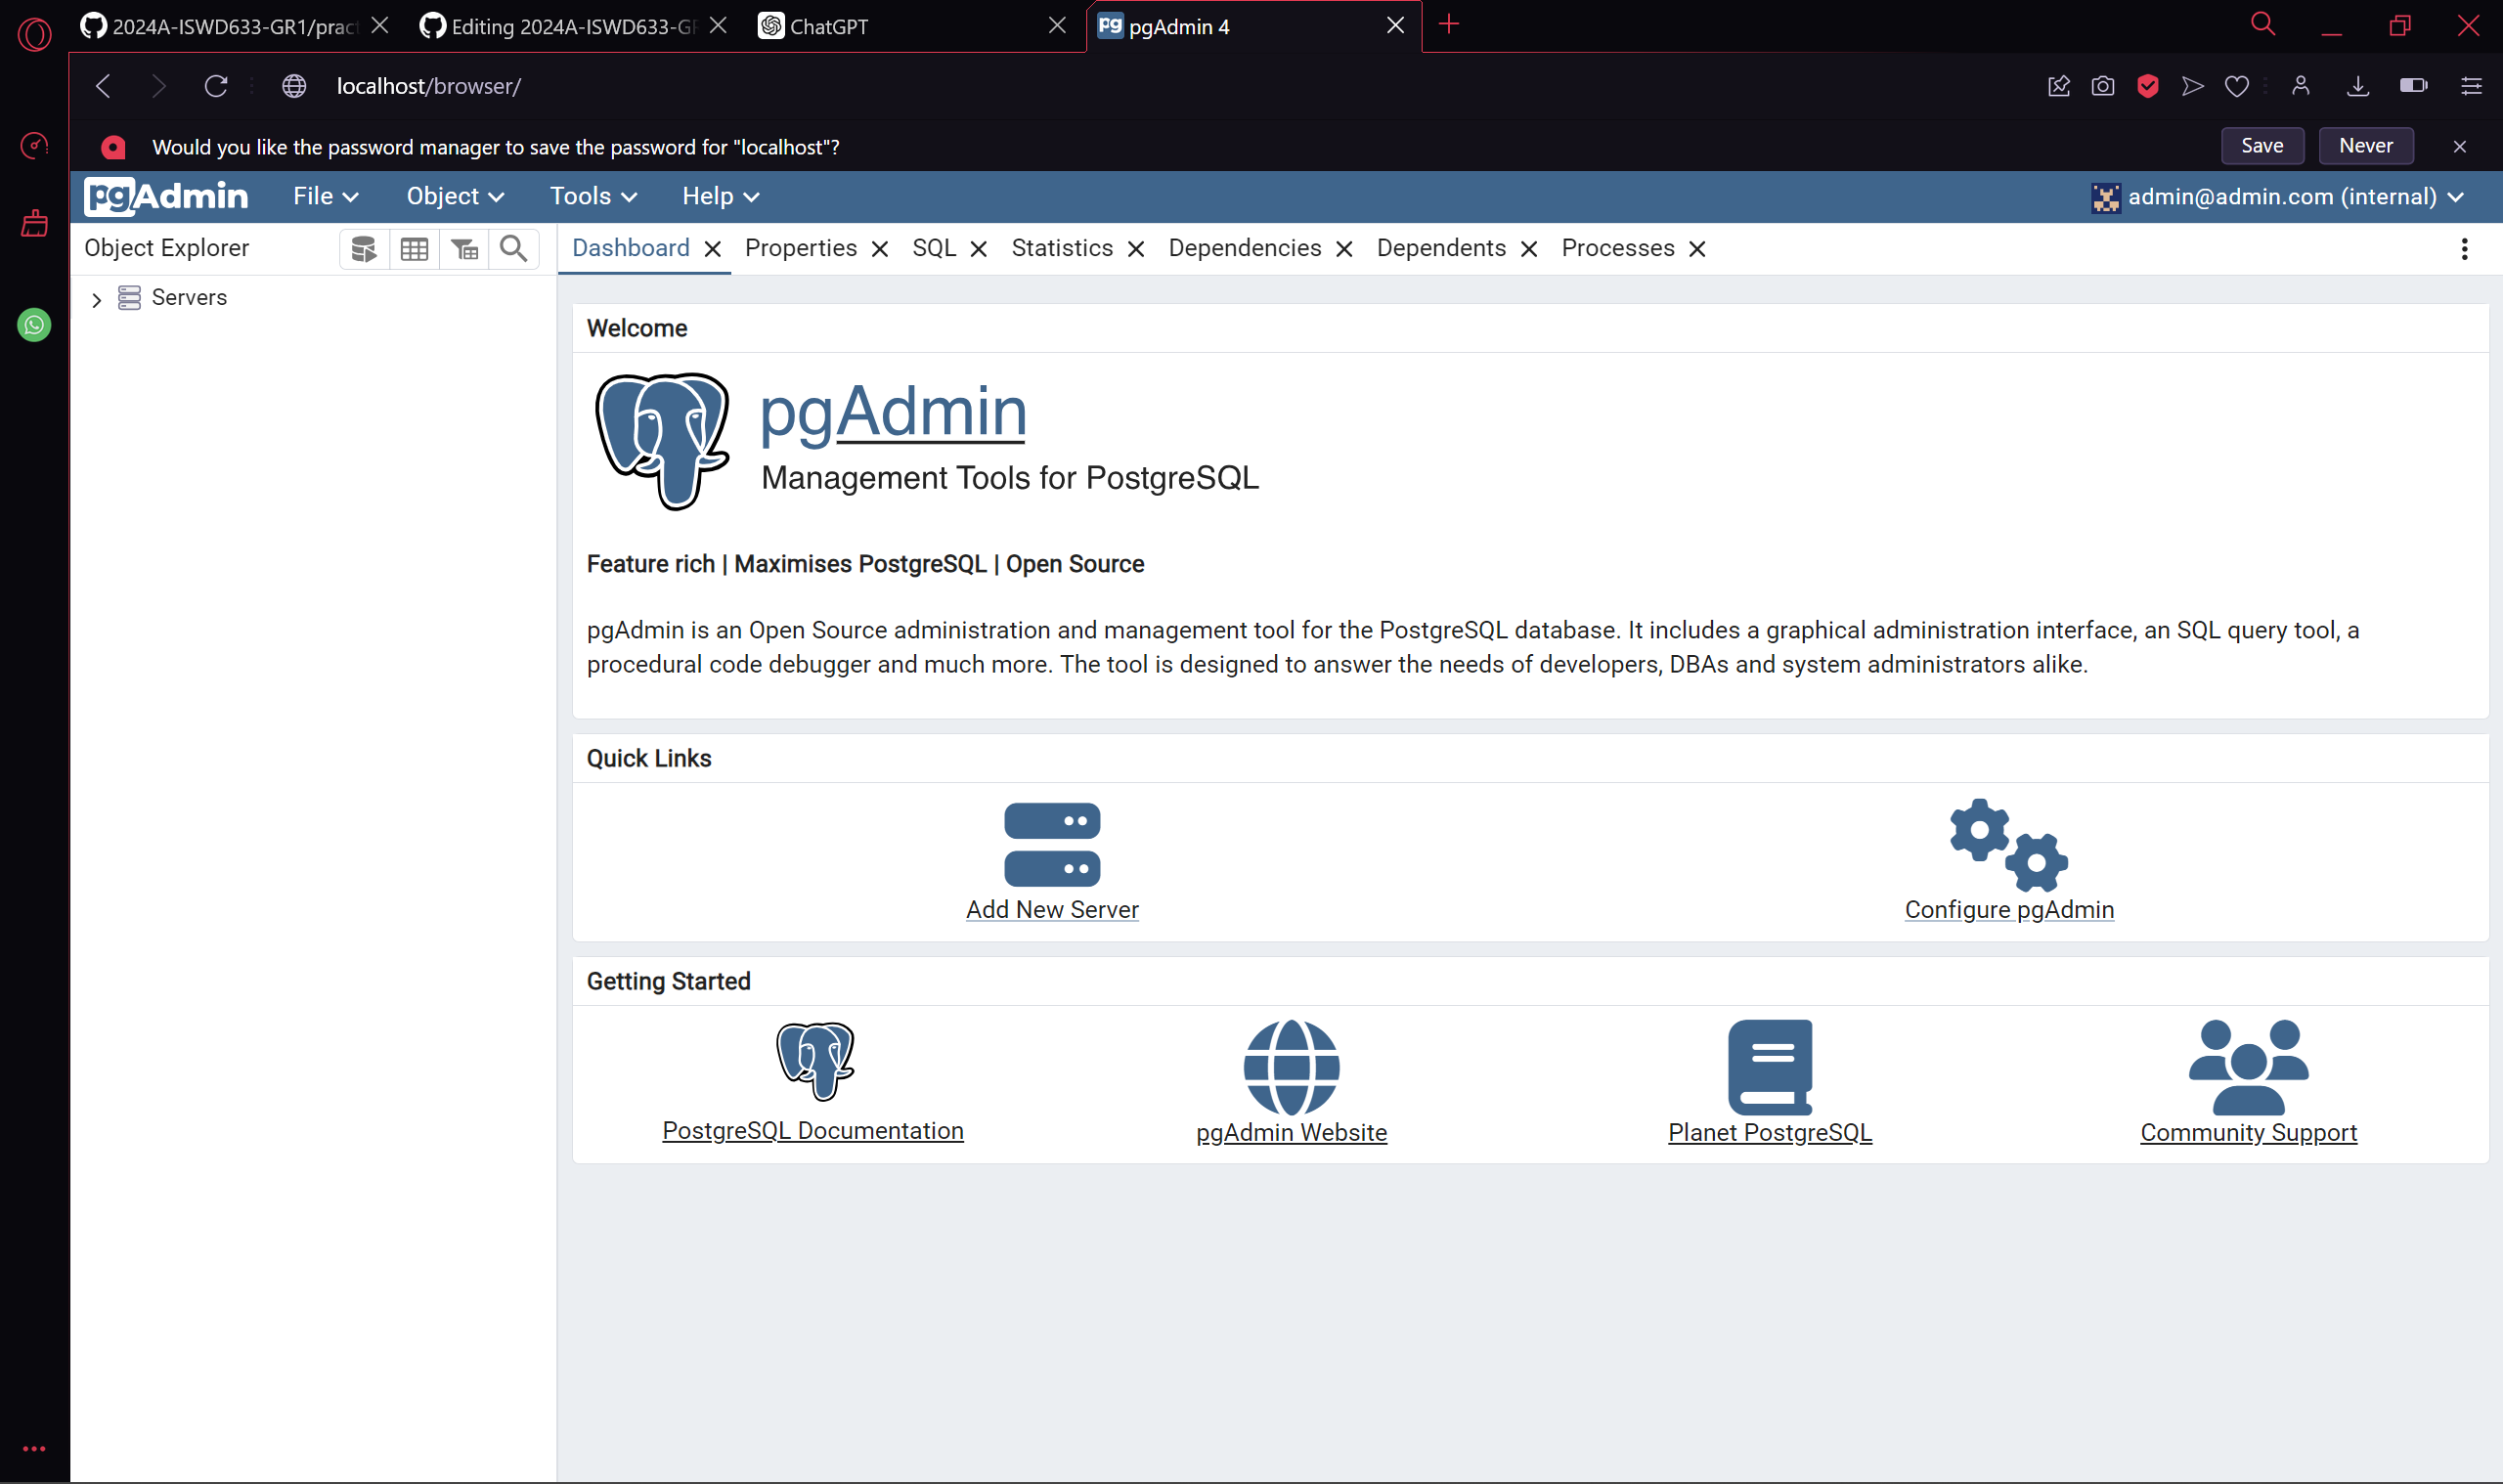 2024A-ISWD633-GR1/pract
Editing 2024A-ISWD633-GR
ChatGPT
pg pgAdmin 4
localhost/browser/
Would you like the password manager to save the password for "localhost"?
Save
Never
pgAdmin
File
Object
Tools
Help
admin@admin.com (internal)
Object Explorer
Dashboard
Properties
SQL
Statistics
Dependencies
Dependents
Processes
Servers
Welcome
pgAdmin
Management Tools for PostgreSQL
Feature rich | Maximises PostgreSQL | Open Source
pgAdmin is an Open Source administration and management tool for the PostgreSQL database. It includes a graphical administration interface, an SQL query tool, a
procedural code debugger and much more. The tool is designed to answer the needs of developers, DBAs and system administrators alike.
Quick Links
Add New Server
Configure pgAdmin
Getting Started
PostgreSQL Documentation
pgAdmin Website
Planet PostgreSQL
Community Support